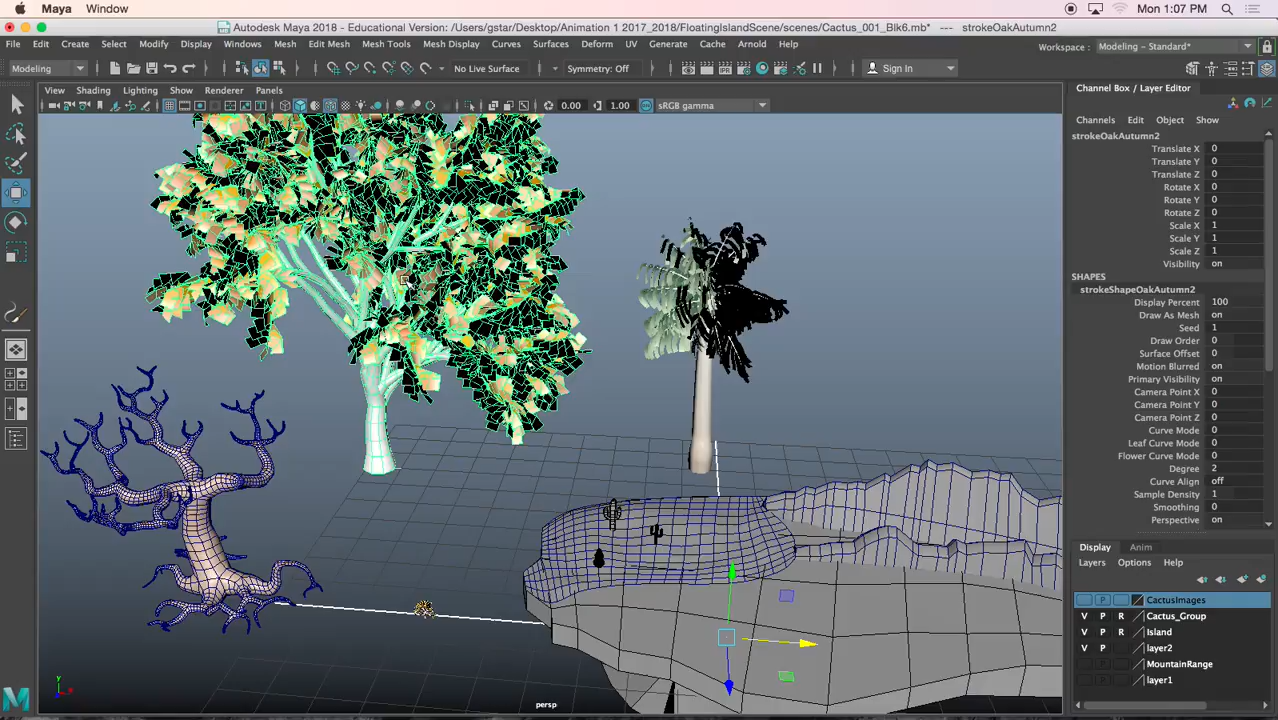 Maya Window Mon 1:07 PM
Autodesk Maya 2018 - Educational Version: /Users/gstar/Desktop/Animation 1 2017_2018/FloatingIslandScene/scenes/Cactus_001_Blk6.mb* --- strokeOakAutumn2
File Edit Create Select Modify Display Windows Mesh Edit Mesh Mesh Tools Mesh Display Curves Surfaces Deform UV Generate Cache Arnold Help Workspace : Modeling - Standard*
Modeling No Live Surface Symmetry: Off Sign In
View Shading Lighting Show Renderer Panels
0.00 1.00 sRGB gamma
Channel Box / Layer Editor
Channels Edit Object Show
strokeOakAutumn2
Translate X 0
Translate Y 0
Translate Z 0
Rotate X 0
Rotate Y 0
Rotate Z 0
Scale X 1
Scale Y 1
Scale Z 1
Visibility on
SHAPES
strokeShapeOakAutumn2
Display Percent 100
Draw As Mesh on
Seed 1
Draw Order 0
Surface Offset 0
Motion Blurred on
Primary Visibility on
Camera Point X 0
Camera Point Y 0
Camera Point Z 0
Curve Mode 0
Leaf Curve Mode 0
Flower Curve Mode 0
Degree 2
Curve Align off
Sample Density 1
Smoothing 0
Perspective on
Display Anim
Layers Options Help
P CactusImages
V P R Cactus_Group
V P R Island
V P layer2
MountainRange
layer1
persp
Y